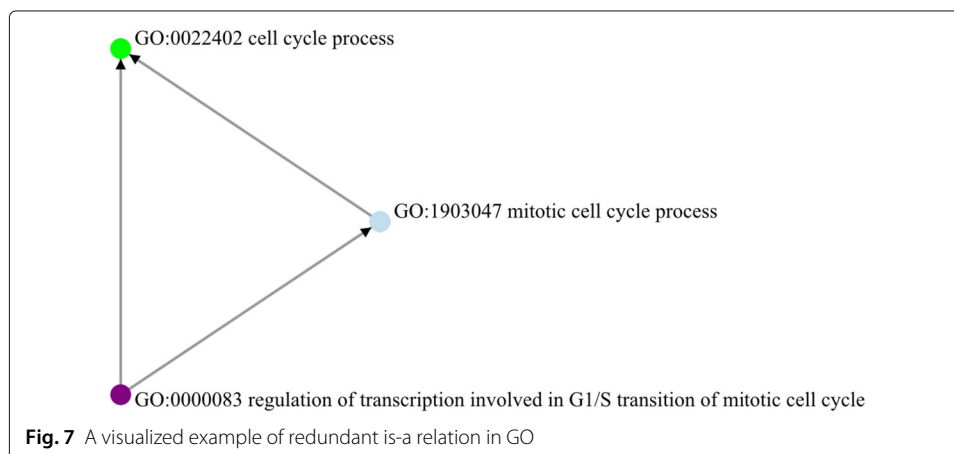 GO:0022402 cell cycle process
GO:1903047 mitotic cell cycle process
GO:0000083 regulation of transcription involved in G1/S transition of mitotic cell cycle
Fig. 7 A visualized example of redundant is-a relation in GO